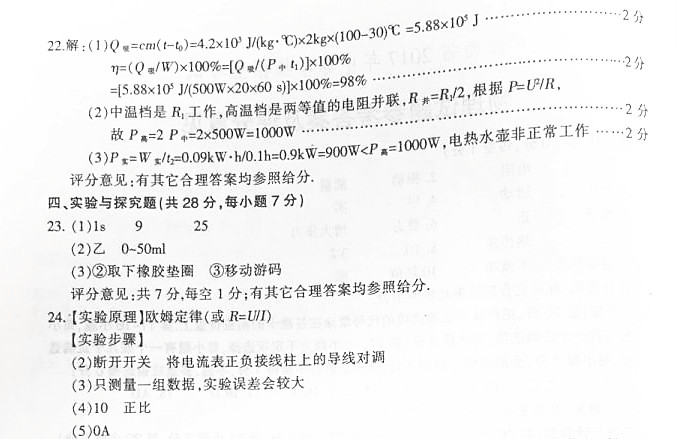 22.解:(1)Q吸=cm(t-t₀)=4.2×10³ J/(kg·℃)×2kg×(100-30)℃ =5.88×10⁵ J ……2分
η=(Q吸/W)×100%=[Q吸/(P中 t₁)]×100%
=[5.88×10⁵ J/(500W×20×60 s)]×100%=98% ……2分
(2)中温档是 R₁ 工作,高温档是两等值的电阻并联,R并=R₁/2,根据 P=U²/R,
故 P高=2 P中=2×500W=1000W ……2分
(3)P实=W实/t₂=0.09kW·h/0.1h=0.9kW=900W<P高=1000W,电热水壶非正常工作 ……2分
评分意见:有其它合理答案均参照给分.
四、实验与探究题(共28分,每小题7分)
23.(1)1s 9 25
(2)乙 0~50ml
(3)②取下橡胶垫圈 ③移动游码
评分意见:共7分,每空1分;有其它合理答案均参照给分.
24.【实验原理】欧姆定律(或 R=U/I)
【实验步骤】
(2)断开开关 将电流表正负接线柱上的导线对调
(3)只测量一组数据,实验误差会较大
(4)10 正比
(5)0A